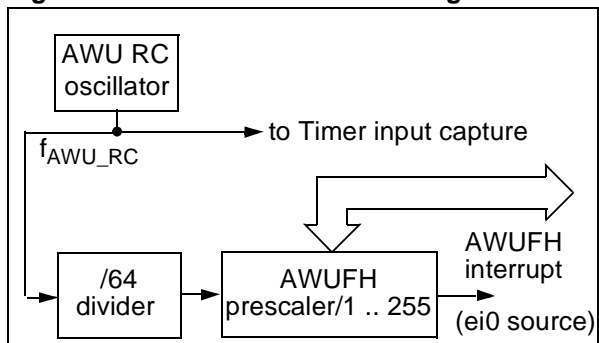 AWU RC
oscillator
to Timer input capture
fAWU_RC
AWUFH
interrupt
/64
divider
AWUFH
prescaler/1 .. 255
(ei0 source)